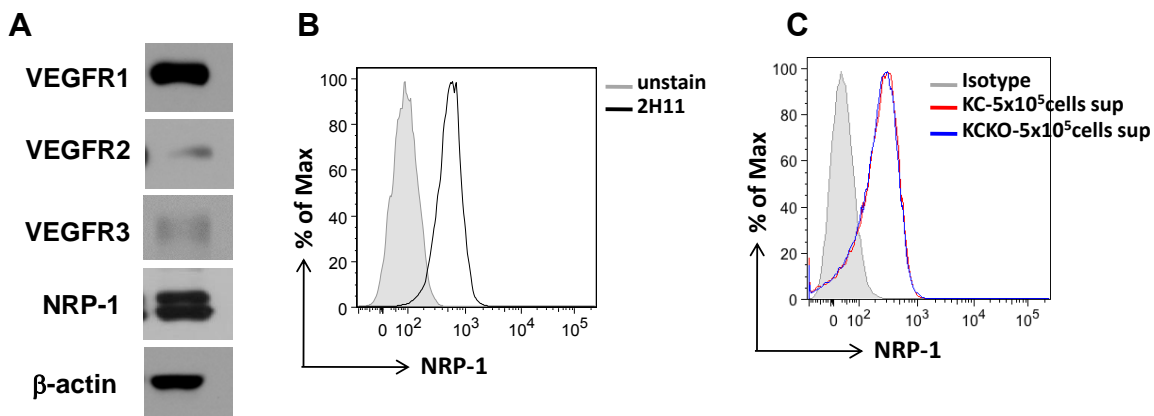 A
VEGFR1
VEGFR2
VEGFR3
NRP-1
β-actin
B
100
80
60
40
20
0
% of Max
0 10² 10³ 10⁴ 10⁵
NRP-1
unstain
2H11
C
100
80
60
40
20
0
% of Max
0 10² 10³ 10⁴ 10⁵
NRP-1
Isotype
KC-5x10⁵cells sup
KCKO-5x10⁵cells sup